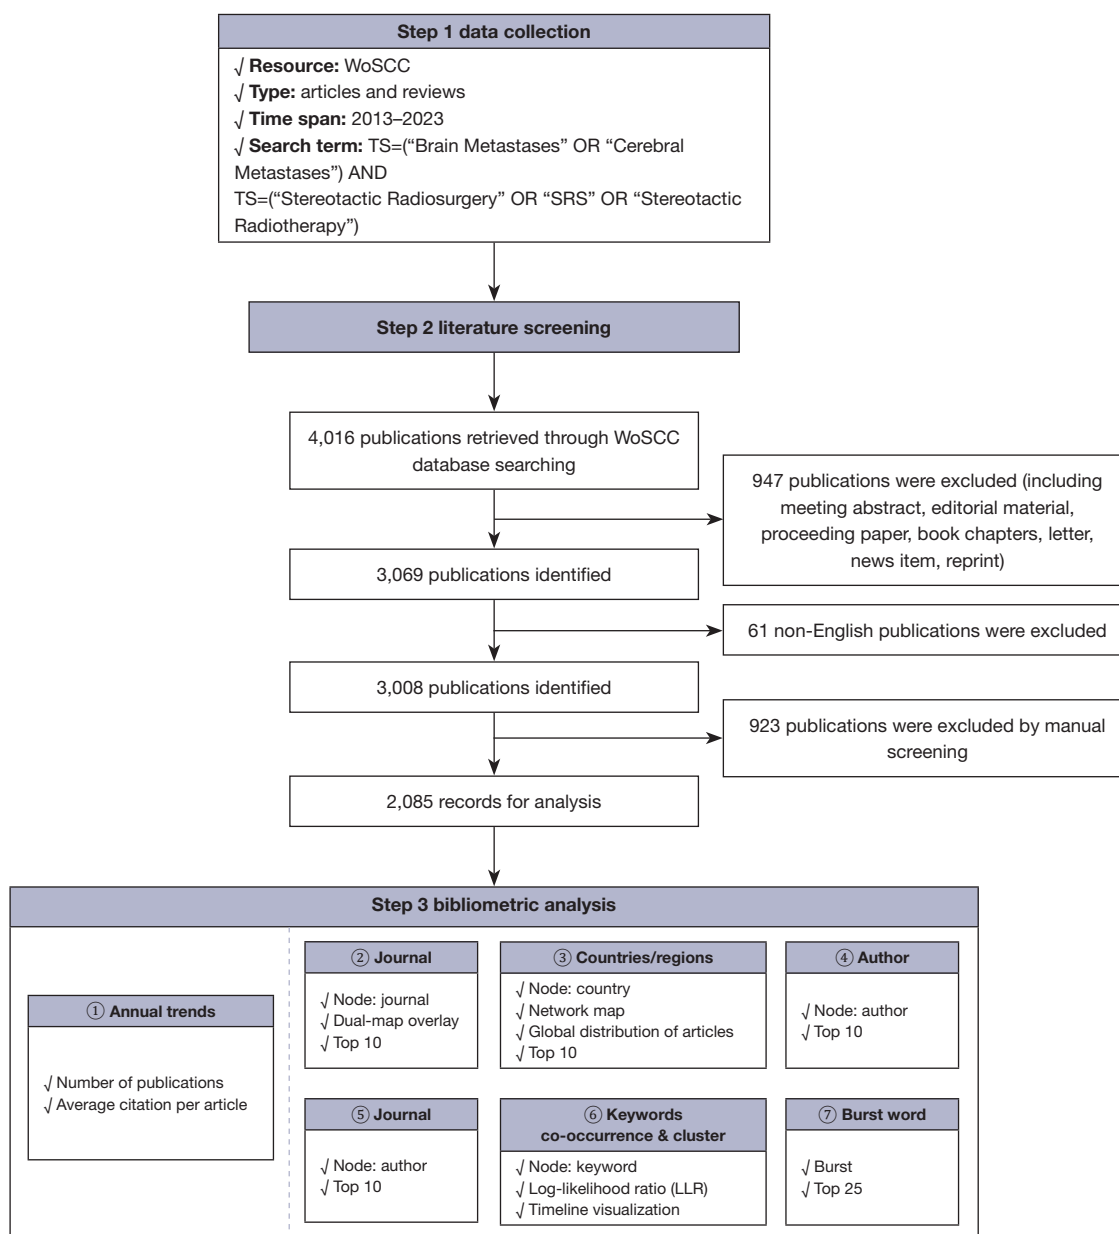 Step 1 data collection
√ Resource: WoSCC
√ Type: articles and reviews
√ Time span: 2013–2023
√ Search term: TS=(“Brain Metastases” OR “Cerebral
Metastases”) AND
TS=(“Stereotactic Radiosurgery” OR “SRS” OR “Stereotactic
Radiotherapy”)
Step 2 literature screening
4,016 publications retrieved through WoSCC
database searching
947 publications were excluded (including
meeting abstract, editorial material,
proceeding paper, book chapters, letter,
news item, reprint)
3,069 publications identified
61 non-English publications were excluded
3,008 publications identified
923 publications were excluded by manual
screening
2,085 records for analysis
Step 3 bibliometric analysis
① Annual trends
√ Number of publications
√ Average citation per article
② Journal
√ Node: journal
√ Dual-map overlay
√ Top 10
③ Countries/regions
√ Node: country
√ Network map
√ Global distribution of articles
√ Top 10
④ Author
√ Node: author
√ Top 10
⑤ Journal
√ Node: author
√ Top 10
⑥ Keywords
co-occurrence & cluster
√ Node: keyword
√ Log-likelihood ratio (LLR)
√ Timeline visualization
⑦ Burst word
√ Burst
√ Top 25